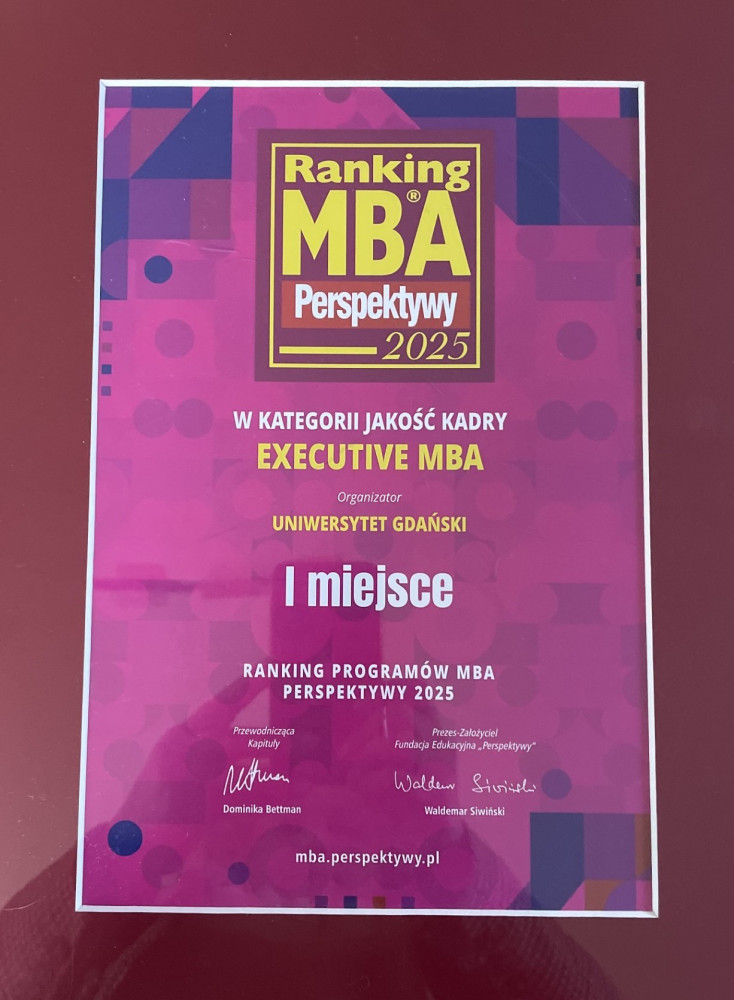 Ranking
MBA®
Perspektywy
2025
W KATEGORII JAKOŚĆ KADRY
EXECUTIVE MBA
Organizator
UNIWERSYTET GDAŃSKI
I miejsce
RANKING PROGRAMÓW MBA
PERSPEKTYWY 2025
Przewodnicząca
Kapituły
Dominika Bettman
Prezes-Założyciel
Fundacja Edukacyjna „Perspektywy”
Waldemar Siwiński
Waldemar Siwiński
mba.perspektywy.pl